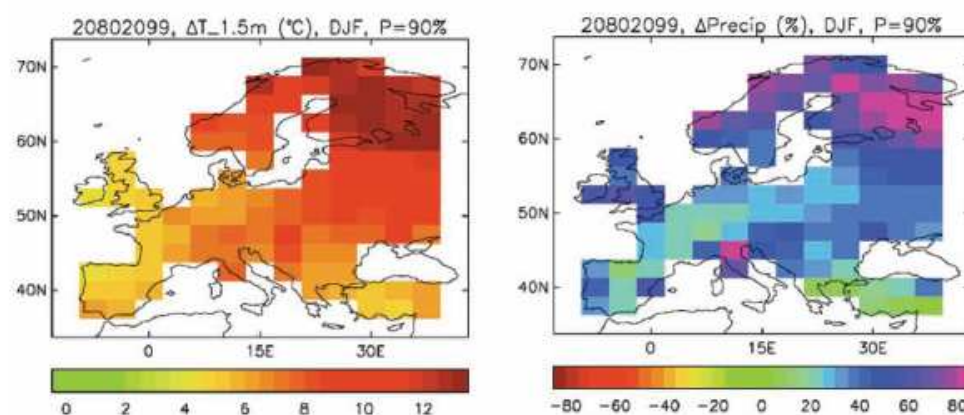 20802099, ΔT_1.5m (°C), DJF, P=90%
70N
60N
50N
40N
0 15E 30E
0 2 4 6 8 10 12
20802099, ΔPrecip (%), DJF, P=90%
70N
60N
50N
40N
0 15E 30E
−80 −60 −40 −20 0 20 40 60 80